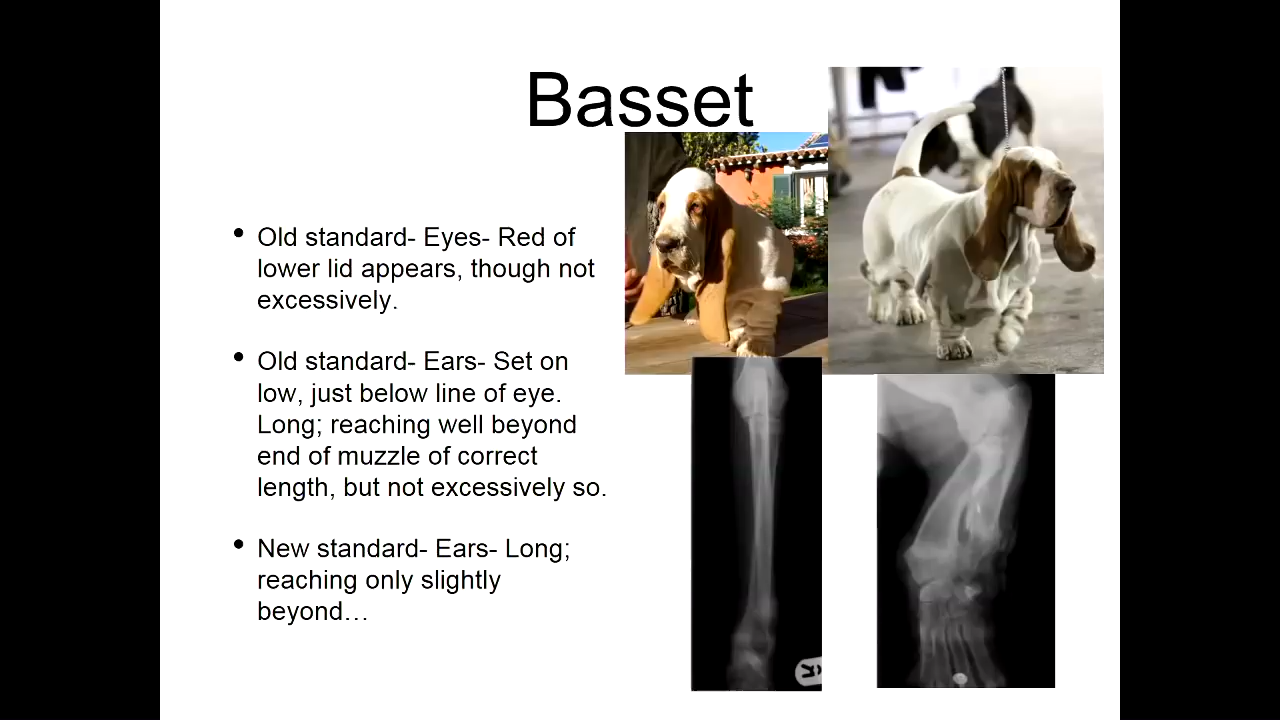 Basset
• Old standard- Eyes- Red of
lower lid appears, though not
excessively.
• Old standard- Ears- Set on
low, just below line of eye.
Long; reaching well beyond
end of muzzle of correct
length, but not excessively so.
• New standard- Ears- Long;
reaching only slightly
beyond…